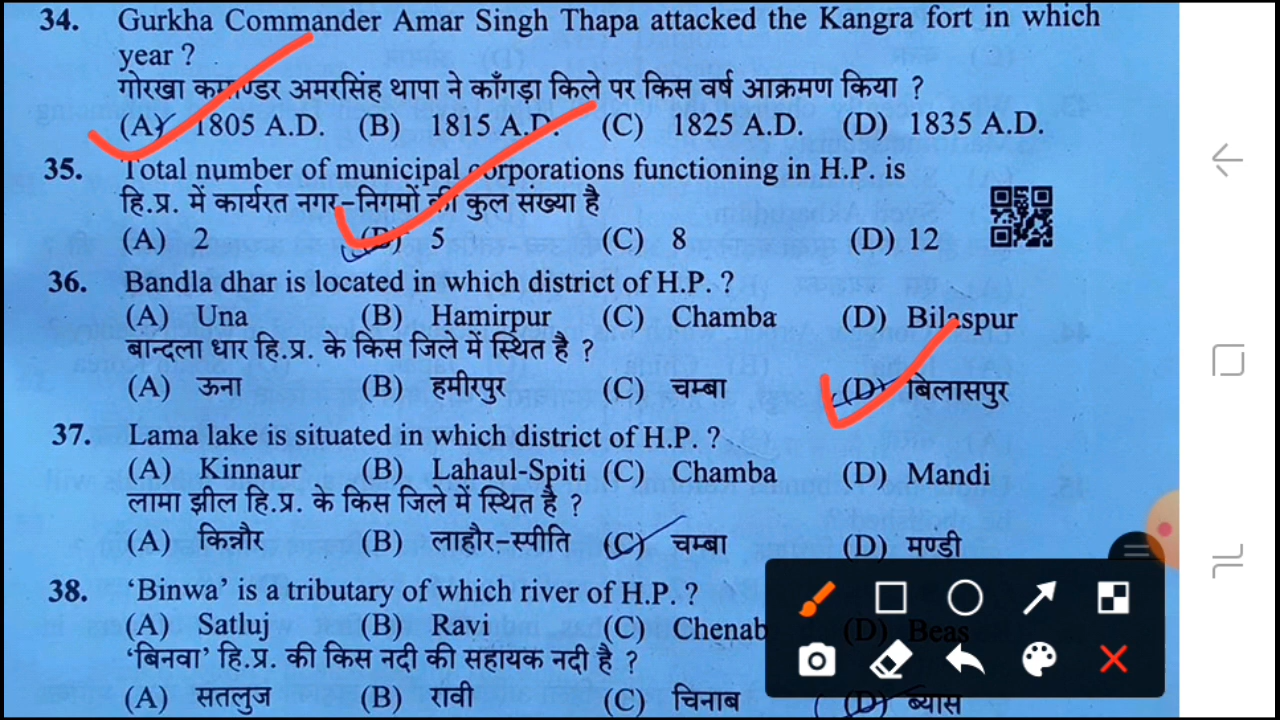 34. Gurkha Commander Amar Singh Thapa attacked the Kangra fort in which
year ?
गोरखा कमाण्डर अमरसिंह थापा ने काँगड़ा किले पर किस वर्ष आक्रमण किया ?
(A) 1805 A.D. (B) 1815 A.D. (C) 1825 A.D. (D) 1835 A.D.
35. Total number of municipal corporations functioning in H.P. is
हि.प्र. में कार्यरत नगर-निगमों की कुल संख्या है
(A) 2 (B) 5 (C) 8 (D) 12
36. Bandla dhar is located in which district of H.P. ?
(A) Una (B) Hamirpur (C) Chamba (D) Bilaspur
बान्दला धार हि.प्र. के किस जिले में स्थित है ?
(A) ऊना (B) हमीरपुर (C) चम्बा (D) बिलासपुर
37. Lama lake is situated in which district of H.P. ?
(A) Kinnaur (B) Lahaul-Spiti (C) Chamba (D) Mandi
लामा झील हि.प्र. के किस जिले में स्थित है ?
(A) किन्नौर (B) लाहौर-स्पीति (C) चम्बा (D) मण्डी
38. ‘Binwa’ is a tributary of which river of H.P. ?
(A) Satluj (B) Ravi (C) Chenab (D) Beas
‘बिनवा’ हि.प्र. की किस नदी की सहायक नदी है ?
(A) सतलुज (B) रावी (C) चिनाब (D) ब्यास